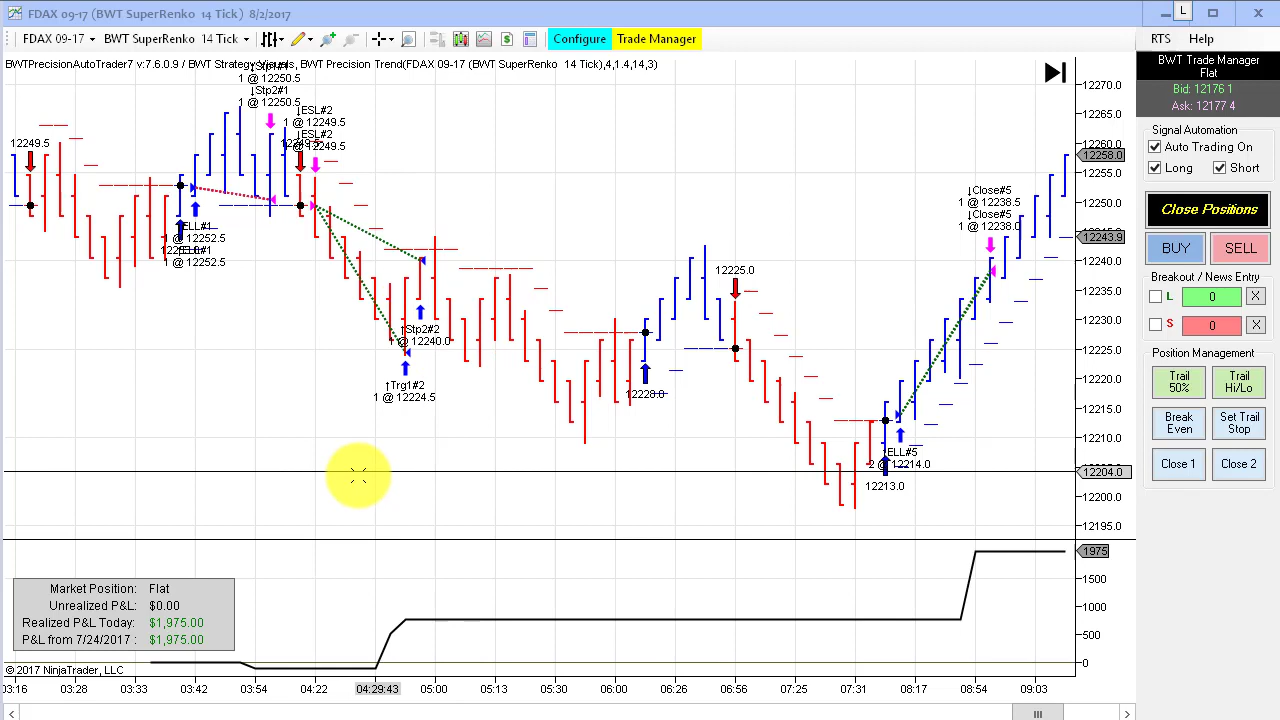 FDAX 09-17 (BWT SuperRenko 14 Tick) 8/2/2017
L
FDAX 09-17 BWT SuperRenko 14 Tick Configure Trade Manager RTS Help
BWT Precision Trend(FDAX 09-17 (BWT SuperRenko 14 Tick),4,1.4,14,3)
1 @ 12250.5
↓Stp2#1
1 @ 12250.5
↓ESL#2
1 @ 12249.5
↓ESL#2
1 @ 12249.5
12249.5
1 @ 12252.5
1 @ 12252.5
↑Stp2#2
1 @ 12240.0
↑Trg1#2
1 @ 12224.5
12228.0
12225.0
↓Close#5
1 @ 12238.5
↓Close#5
1 @ 12238.0
↑ELL#5
2 @ 12214.0
12213.0
12270.0
12265.0
12260.0
12258.0
12255.0
12250.0
12243.9
12240.0
12235.0
12230.0
12225.0
12220.0
12215.0
12210.0
12204.0
12200.0
12195.0
1975
1500
1000
500
0
Market Position: Flat
Unrealized P&L: $0.00
Realized P&L Today: $1,975.00
P&L from 7/24/2017: $1,975.00
© 2017 NinjaTrader, LLC
03:16 03:28 03:33 03:42 03:54 04:22 04:29:43 05:00 05:13 05:30 06:00 06:26 06:56 07:25 07:31 08:17 08:54 09:03
BWT Trade Manager
Flat
Bid: 12176 1
Ask: 12177 4
Signal Automation
Auto Trading On
Long Short
Close Positions
BUY SELL
Breakout / News Entry
L 0 X
S 0 X
Position Management
Trail 50% Trail Hi/Lo
Break Even Set Trail Stop
Close 1 Close 2